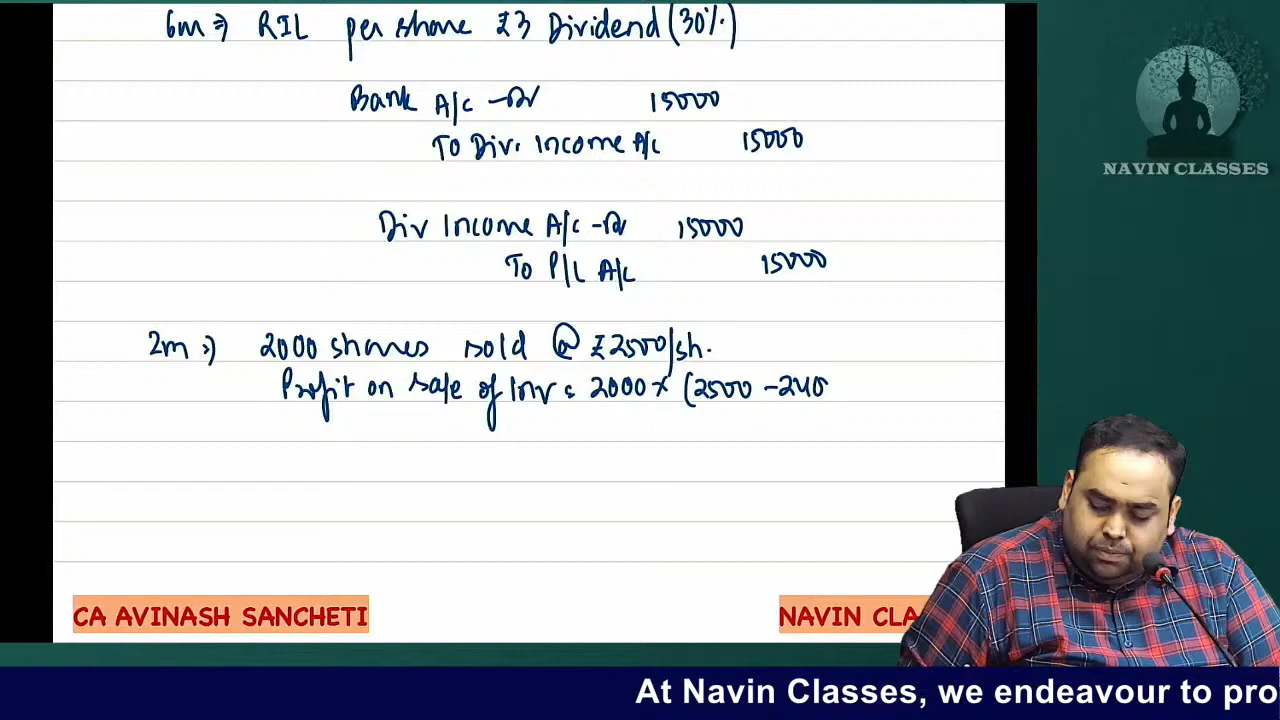 6m ⇒ RIL per share ₹3 Dividend (30%)
Bank A/c -Dr 15000
To Div. Income A/c 15000
Div Income A/c -Dr 15000
To P/L A/c 15000
2m ⇒ 2000 shares sold @ ₹2500/sh.
Profit on sale of Inv = 2000 x (2500 -240
NAVIN CLASSES
CA AVINASH SANCHETI
NAVIN CLA
At Navin Classes, we endeavour to pro